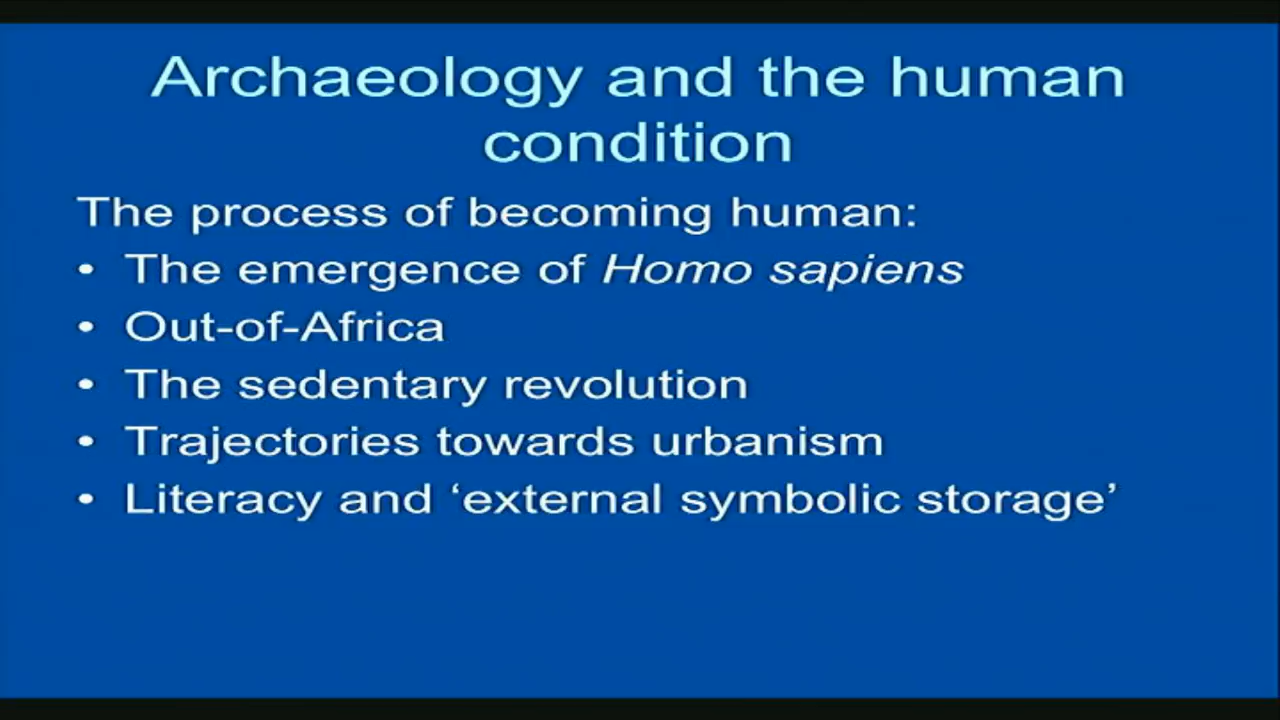 Archaeology and the human
condition
The process of becoming human:
• The emergence of Homo sapiens
• Out-of-Africa
• The sedentary revolution
• Trajectories towards urbanism
• Literacy and ‘external symbolic storage’